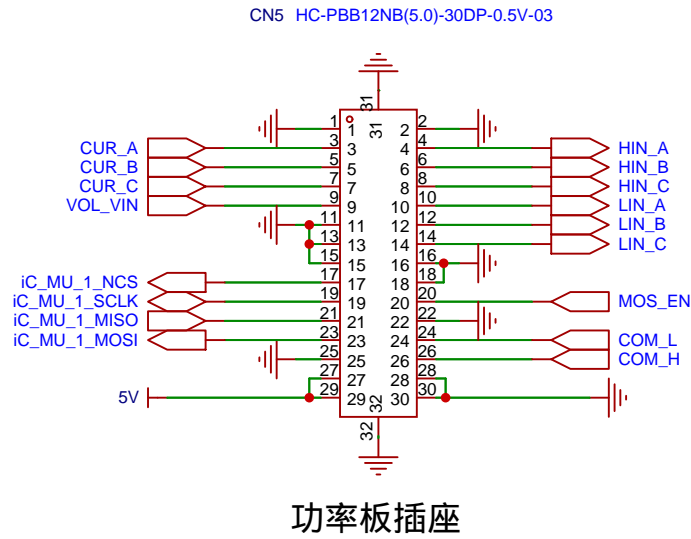 CN5 HC-PBB12NB(5.0)-30DP-0.5V-03
31
31
1 1 2 2
CUR_A 3 3 4 4 HIN_A
CUR_B 5 5 6 6 HIN_B
CUR_C 7 7 8 8 HIN_C
VOL_VIN 9 9 10 10 LIN_A
11 11 12 12 LIN_B
13 13 14 14 LIN_C
15 15 16 16
iC_MU_1_NCS 17 17 18 18
iC_MU_1_SCLK 19 19 20 20 MOS_EN
iC_MU_1_MISO 21 21 22 22
iC_MU_1_MOSI 23 23 24 24 COM_L
25 25 26 26 COM_H
27 27 28 28
5V 29 29 30 30
32
32
功率板插座